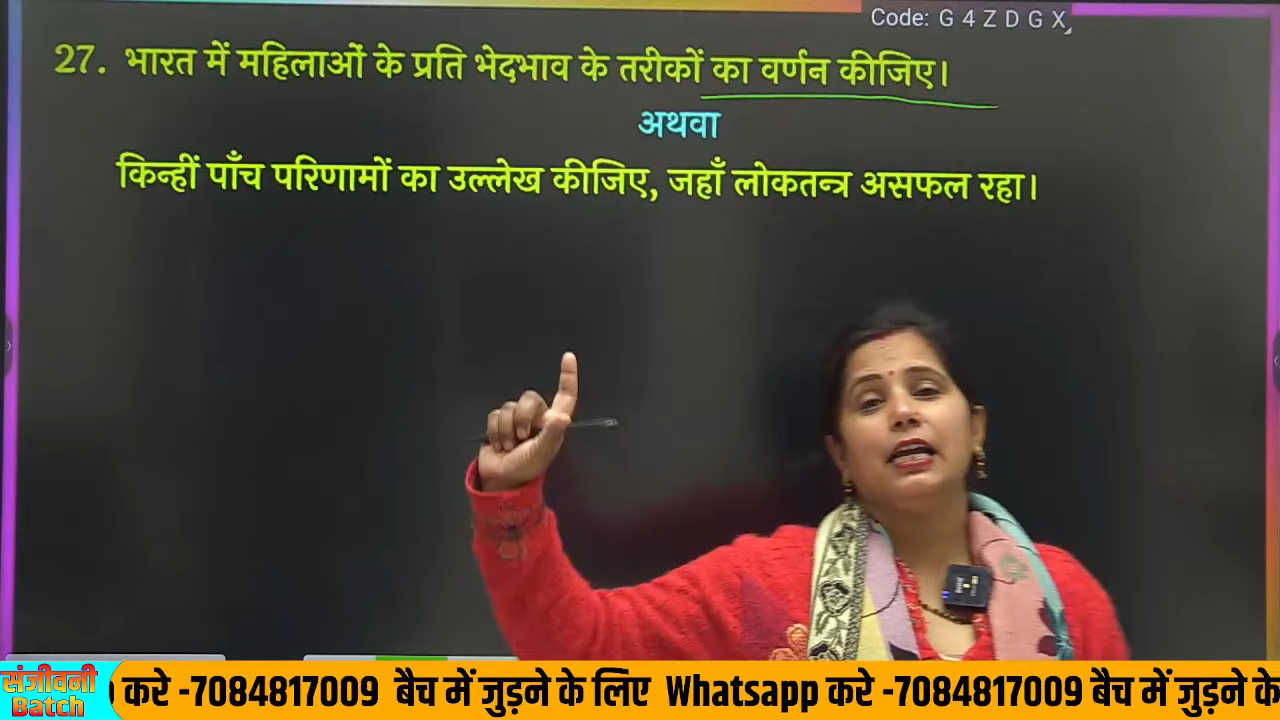 Code: G 4 Z D G X
27. भारत में महिलाओं के प्रति भेदभाव के तरीकों का वर्णन कीजिए।
अथवा
किन्हीं पाँच परिणामों का उल्लेख कीजिए, जहाँ लोकतन्त्र असफल रहा।
संजीवनी
Batch
करे -7084817009 बैच में जुड़ने के लिए Whatsapp करे -7084817009 बैच में जुड़ने के